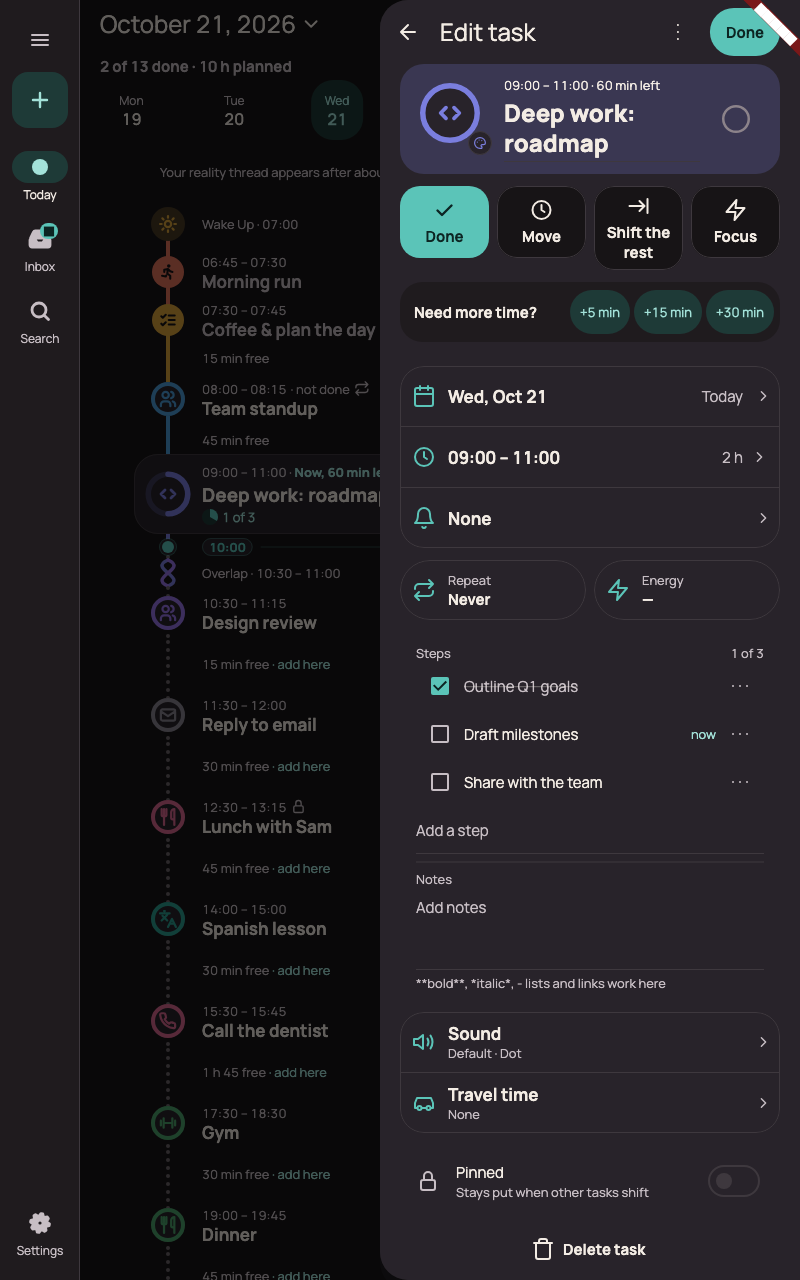 Today
Inbox
Search
Settings
October 21, 2026
2 of 13 done · 10 h planned
Mon
19
Tue
20
Wed
21
Your reality thread appears after
Wake Up · 07:00
06:45 – 07:30
Morning run
07:30 – 07:45
Coffee & plan the day
15 min free
08:00 – 08:15 · not done
Team standup
45 min free
09:00 – 11:00 · Now, 60 min
Deep work:
1 of 3
10:00
Overlap · 10:30 – 11:00
10:30 – 11:15
Design review
15 min free · add here
11:30 – 12:00
Reply to email
30 min free · add here
12:30 – 13:15
Lunch with Sam
45 min free · add here
14:00 – 15:00
Spanish lesson
30 min free · add here
15:30 – 15:45
Call the dentist
1 h 45 free · add here
17:30 – 18:30
Gym
30 min free · add here
19:00 – 19:45
Dinner
45 min free · add here
Edit task
Done
09:00 – 11:00 · 60 min left
Deep work:
roadmap
Done
Move
Shift the
rest
Focus
Need more time?
+5 min
+15 min
+30 min
Wed, Oct 21
Today
09:00 – 11:00
2 h
None
Repeat
Never
Energy
—
Steps
1 of 3
Outline Q1 goals
Draft milestones
now
Share with the team
Add a step
Notes
Add notes
**bold**, *italic*, - lists and links work here
Sound
Default · Dot
Travel time
None
Pinned
Stays put when other tasks shift
Delete task